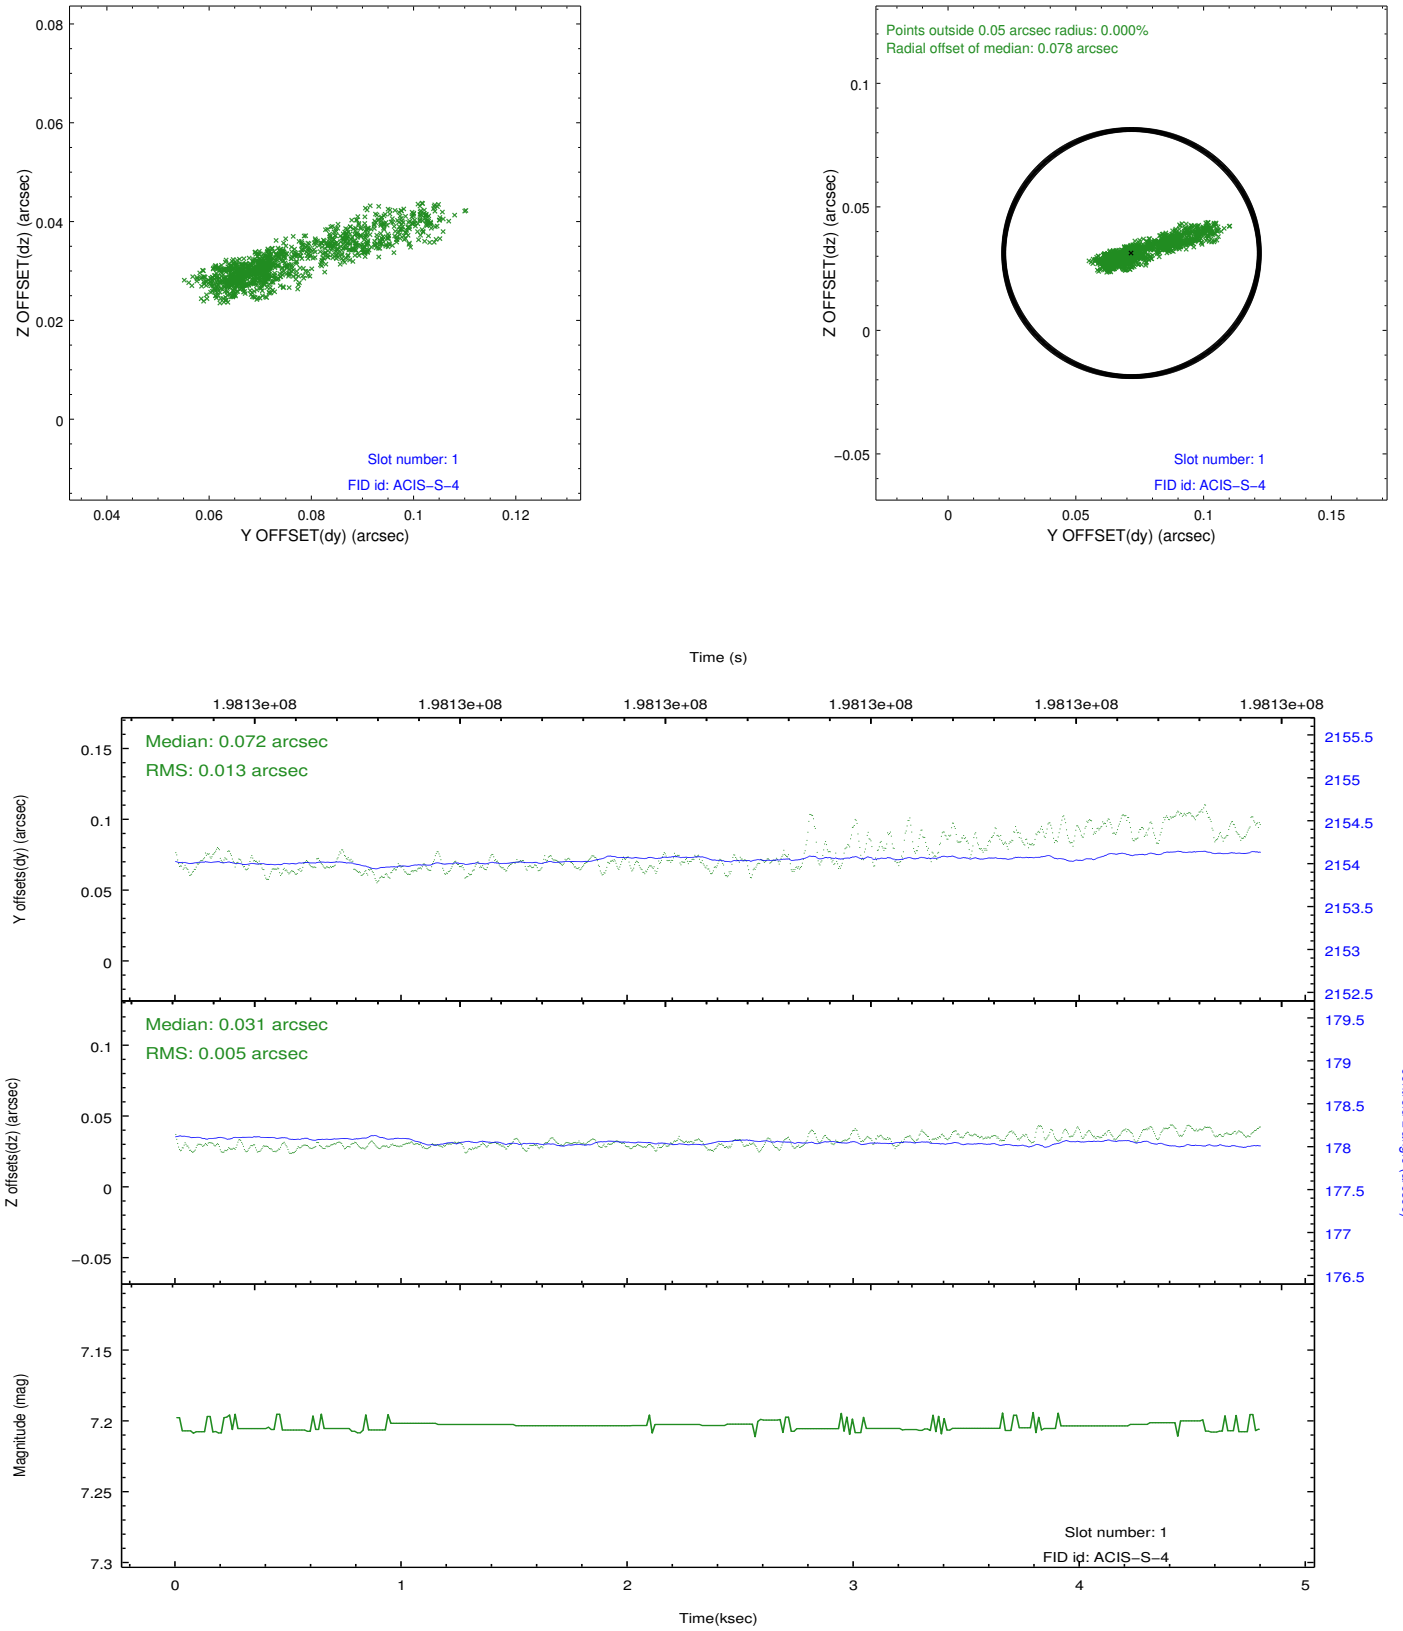 0.08
0.06
0.04
0.02
0
Z OFFSET(dz) (arcsec)
Slot number: 1
FID id: ACIS−S−4
0.04 0.06 0.08 0.1 0.12
Y OFFSET(dy) (arcsec)
Points outside 0.05 arcsec radius: 0.000%
Radial offset of median: 0.078 arcsec
0.1
0.05
0
−0.05
Z OFFSET(dz) (arcsec)
Slot number: 1
FID id: ACIS−S−4
0 0.05 0.1 0.15
Y OFFSET(dy) (arcsec)
Time (s)
1.9813e+08 1.9813e+08 1.9813e+08 1.9813e+08 1.9813e+08 1.9813e+08
Median: 0.072 arcsec
RMS: 0.013 arcsec
0.15
0.1
0.05
0
Y offsets(dy) (arcsec)
2155.5
2155
2154.5
2154
2153.5
2153
2152.5
Median: 0.031 arcsec
RMS: 0.005 arcsec
0.1
0.05
0
−0.05
Z offsets(dz) (arcsec)
179.5
179
178.5
178
177.5
177
176.5
7.15
7.2
7.25
7.3
Magnitude (mag)
Slot number: 1
FID id: ACIS−S−4
0 1 2 3 4 5
Time(ksec)